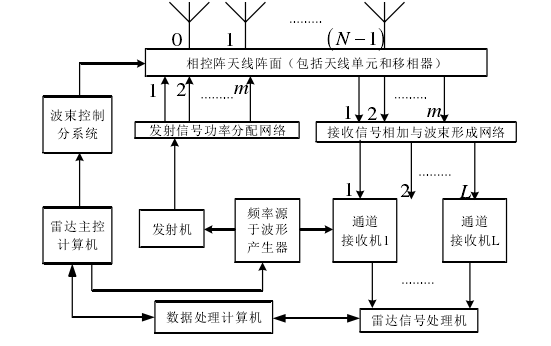 .........
0
1
(N−1)
相控阵天线阵面（包括天线单元和移相器）
1
2
.........
m
1
2
.........
m
波束控制
分系统
发射信号功率分配网络
接收信号相加与波束形成网络
1
2
.........
L
雷达主控
计算机
发射机
频率源
于波形
产生器
通道
接收机1
通道
接收机L
.........
数据处理计算机
雷达信号处理机